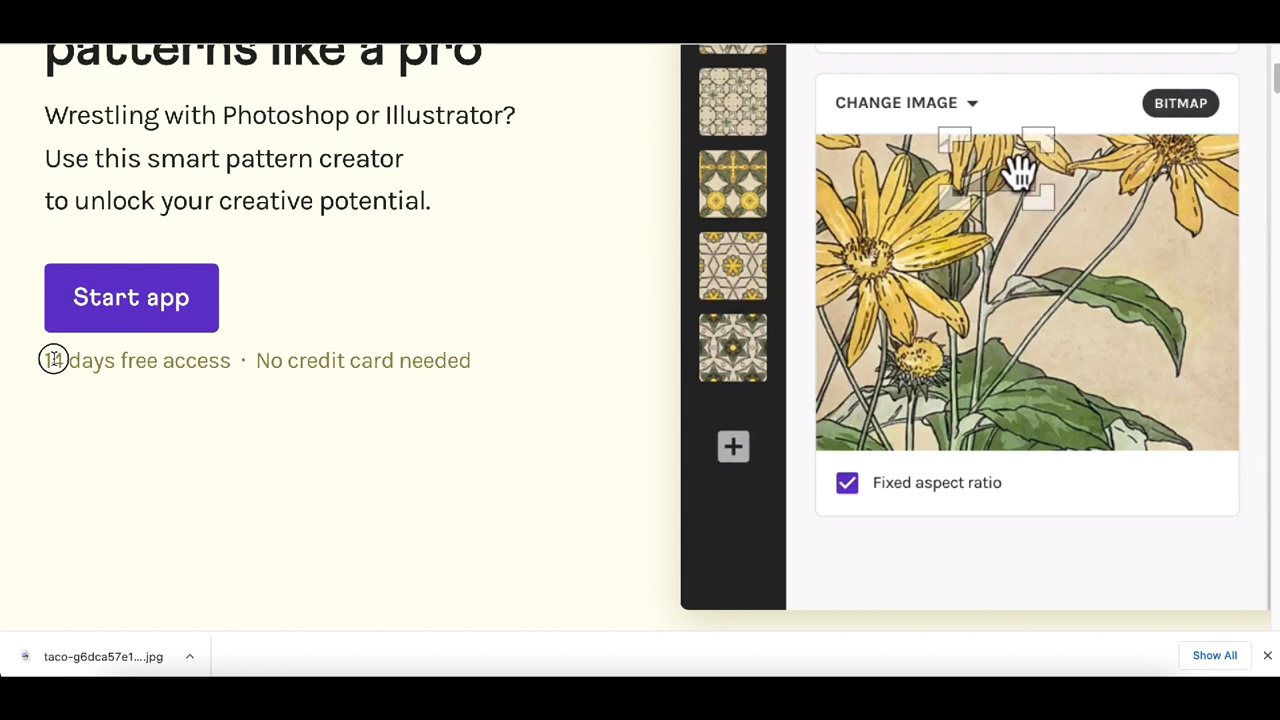 patterns like a pro
Wrestling with Photoshop or Illustrator?
Use this smart pattern creator
to unlock your creative potential.
Start app
14 days free access · No credit card needed
CHANGE IMAGE
BITMAP
Fixed aspect ratio
taco-g6dca57e1....jpg
Show All